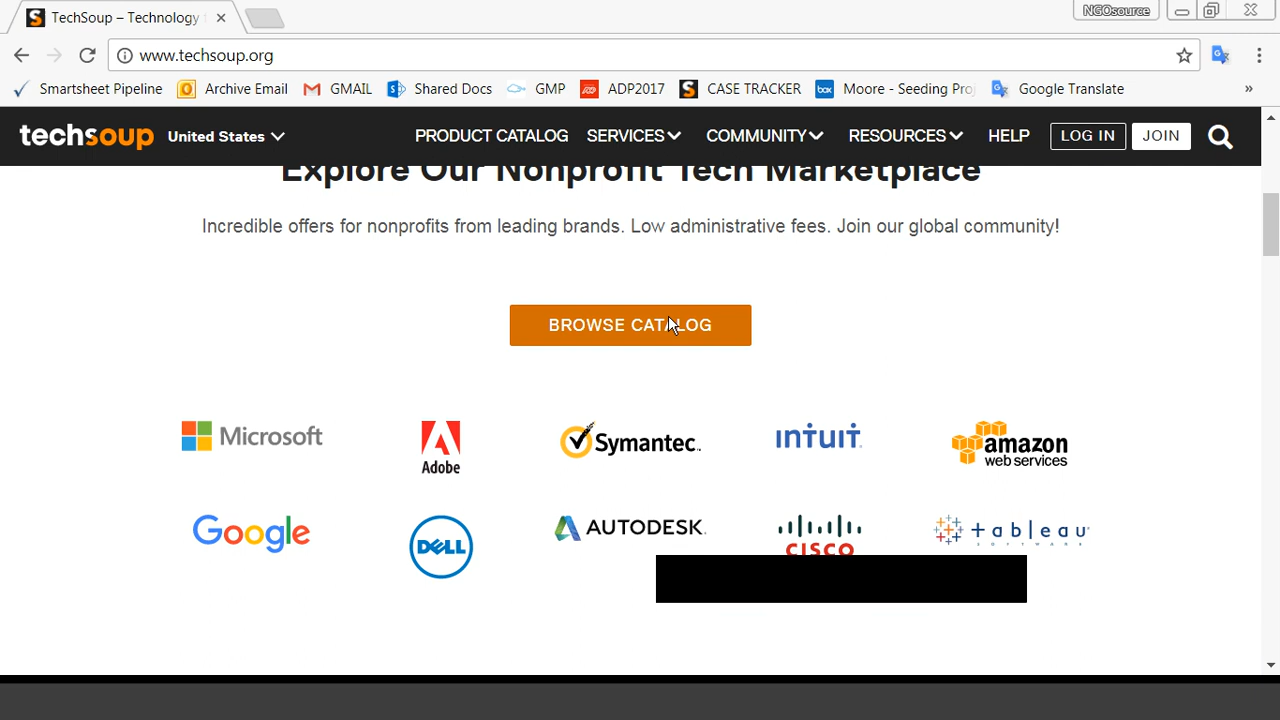 TechSoup – Technology
NGOsource
www.techsoup.org
Smartsheet Pipeline Archive Email GMAIL Shared Docs GMP ADP2017 CASE TRACKER box Moore - Seeding Proj Google Translate »
techsoup United States PRODUCT CATALOG SERVICES COMMUNITY RESOURCES HELP LOG IN JOIN
Explore Our Nonprofit Tech Marketplace
Incredible offers for nonprofits from leading brands. Low administrative fees. Join our global community!
BROWSE CATALOG
Microsoft Adobe Symantec. intuit amazon web services
Google DELL AUTODESK. CISCO tableau SOFTWARE